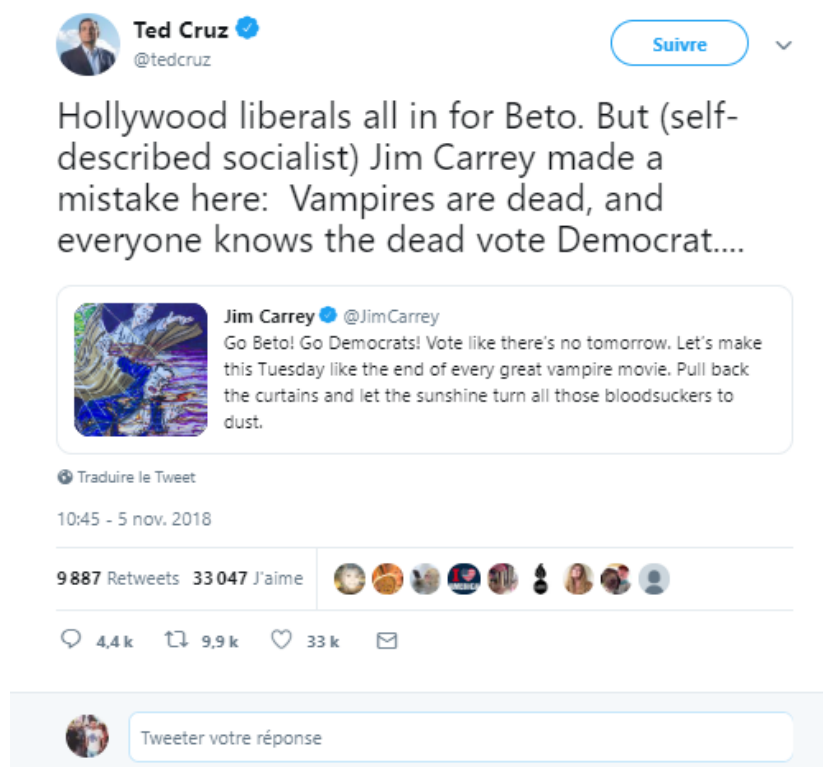 Ted Cruz
@tedcruz
Suivre
Hollywood liberals all in for Beto. But (self-
described socialist) Jim Carrey made a
mistake here:  Vampires are dead, and
everyone knows the dead vote Democrat....
Jim Carrey @JimCarrey
Go Beto! Go Democrats! Vote like there's no tomorrow. Let's make
this Tuesday like the end of every great vampire movie. Pull back
the curtains and let the sunshine turn all those bloodsuckers to
dust.
Traduire le Tweet
10:45 - 5 nov. 2018
9 887 Retweets 33 047 J'aime
I
AMERICA
4,4 k 9,9 k 33 k
Tweeter votre réponse